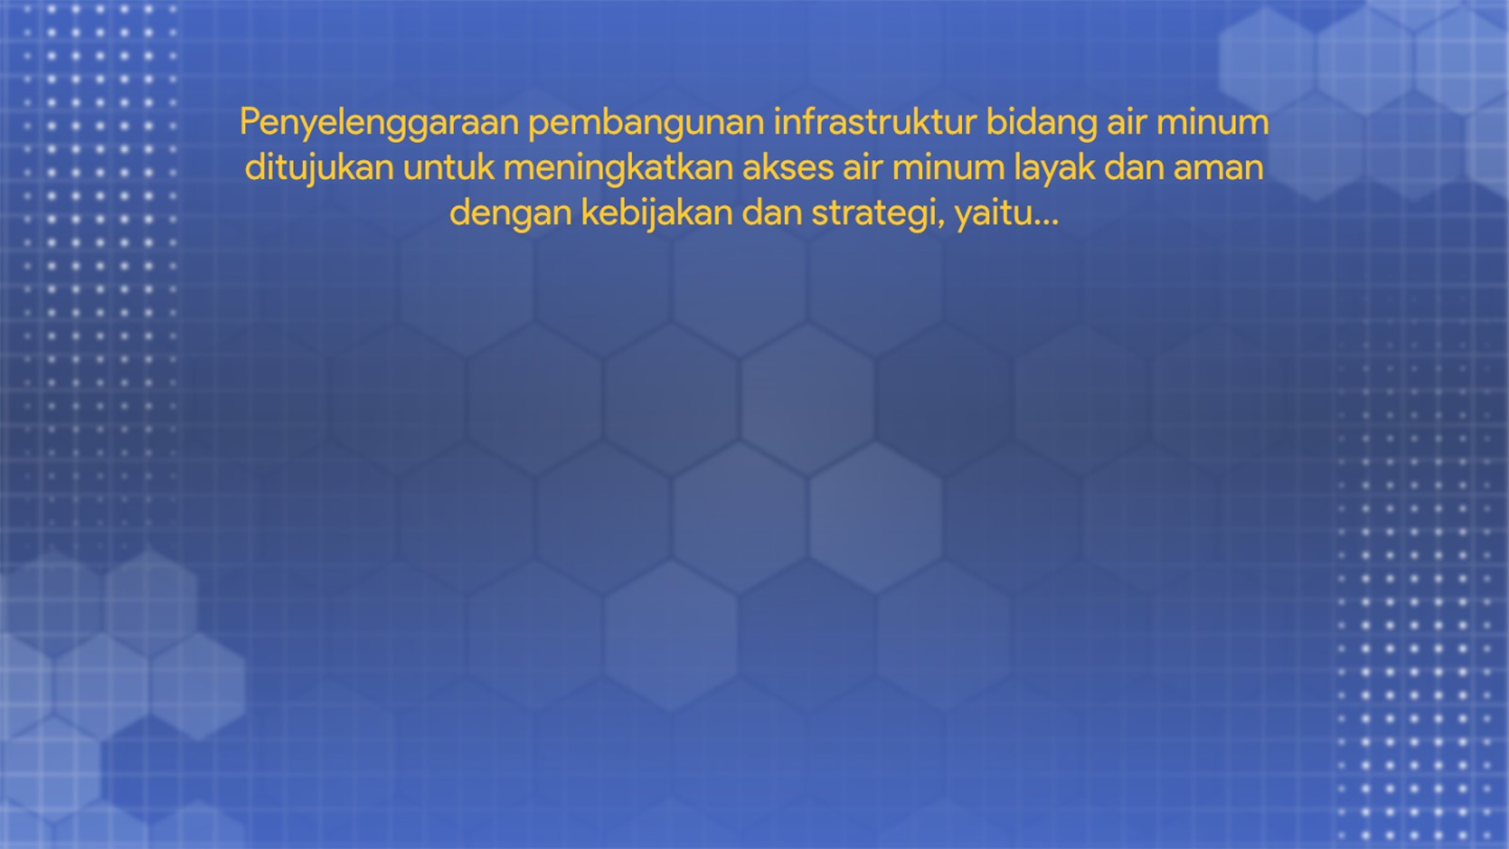 Penyelenggaraan pembangunan infrastruktur bidang air minum
ditujukan untuk meningkatkan akses air minum layak dan aman
dengan kebijakan dan strategi, yaitu...